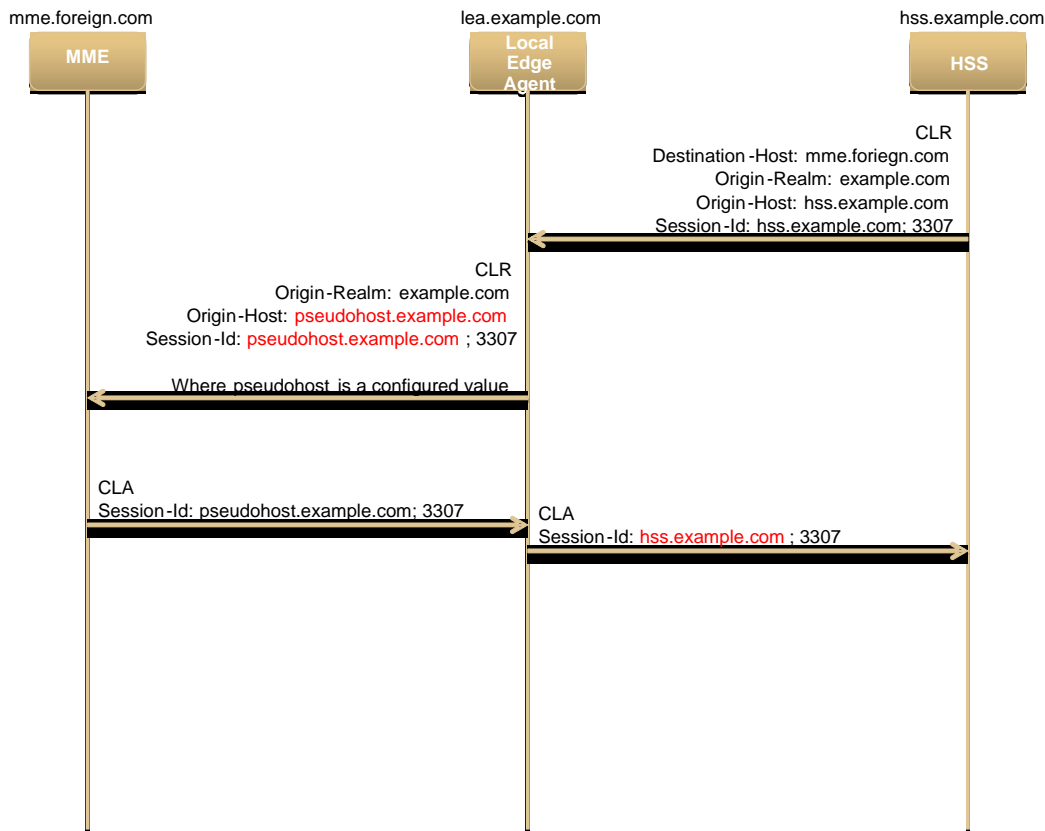 mme.foreign.com
lea.example.com
hss.example.com
MME
Local
Edge
Agent
HSS
CLR
Destination-Host: mme.foriegn.com
Origin-Realm: example.com
Origin-Host: hss.example.com
Session-Id: hss.example.com; 3307
CLR
Origin-Realm: example.com
Origin-Host: pseudohost.example.com
Session-Id: pseudohost.example.com ; 3307
Where pseudohost is a configured value
CLA
Session-Id: pseudohost.example.com; 3307
CLA
Session-Id: hss.example.com ; 3307